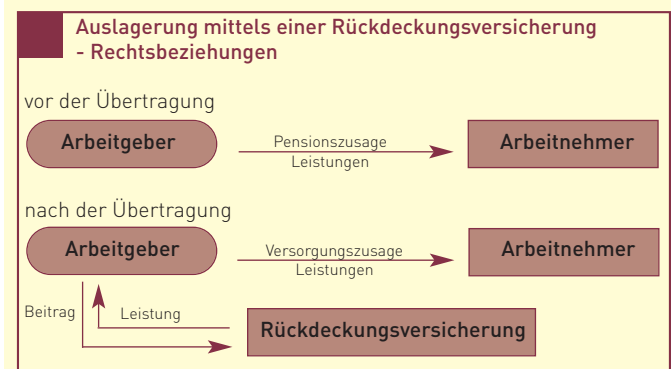 Auslagerung mittels einer Rückdeckungsversicherung
- Rechtsbeziehungen
vor der Übertragung
Arbeitgeber
Pensionszusage
Leistungen
Arbeitnehmer
nach der Übertragung
Arbeitgeber
Versorgungszusage
Leistungen
Arbeitnehmer
Beitrag
Leistung
Rückdeckungsversicherung